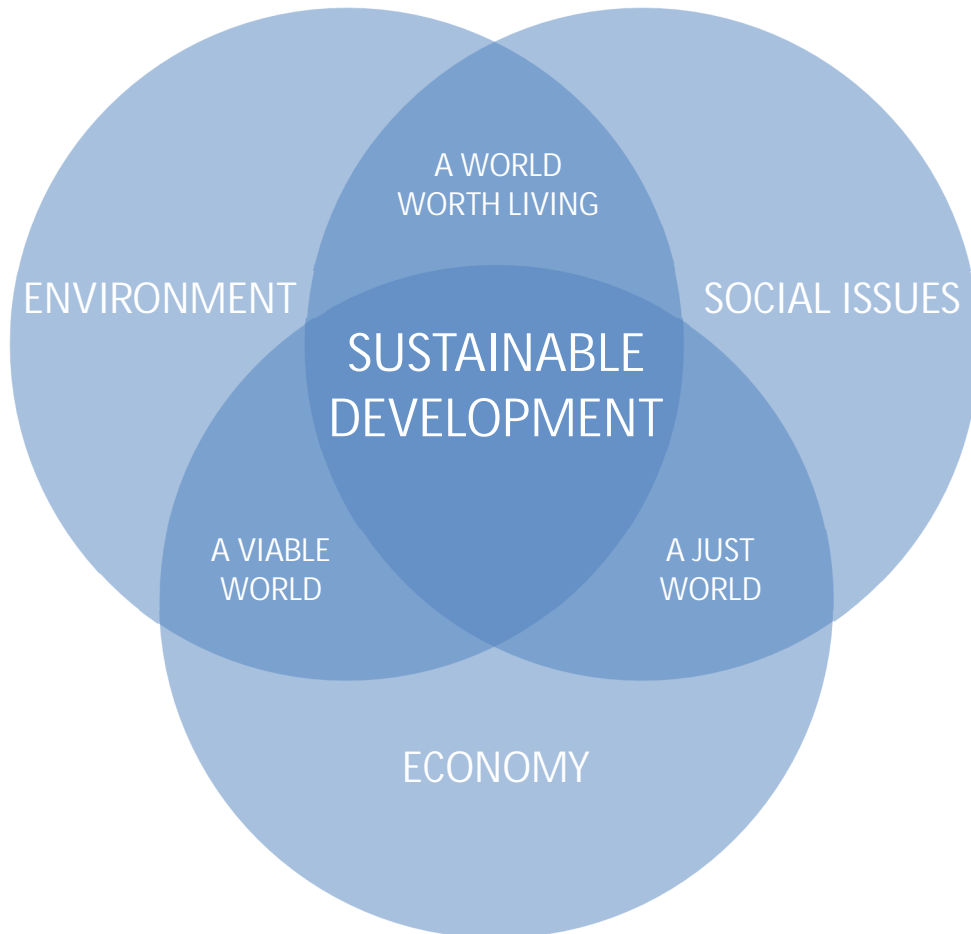 A WORLD
WORTH LIVING
ENVIRONMENT
SOCIAL ISSUES
SUSTAINABLE
DEVELOPMENT
A VIABLE
WORLD
A JUST
WORLD
ECONOMY